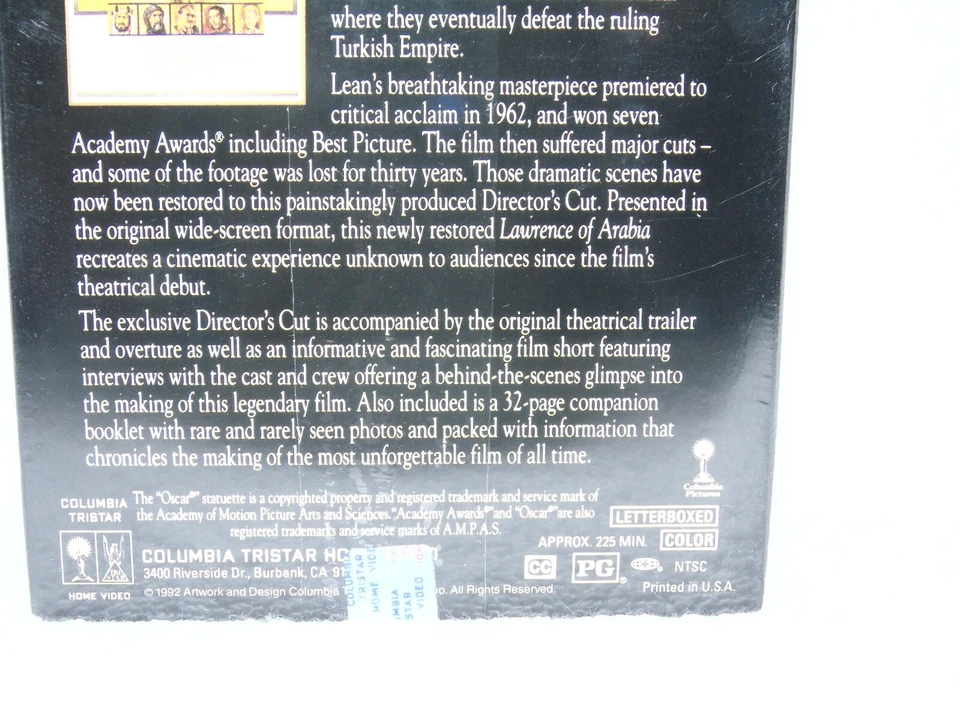 where they eventually defeat the ruling
Turkish Empire.
Lean's breathtaking masterpiece premiered to
critical acclaim in 1962, and won seven
Academy Awards® including Best Picture. The film then suffered major cuts –
and some of the footage was lost for thirty years. Those dramatic scenes have
now been restored to this painstakingly produced Director's Cut. Presented in
the original wide-screen format, this newly restored Lawrence of Arabia
recreates a cinematic experience unknown to audiences since the film's
theatrical debut.
The exclusive Director's Cut is accompanied by the original theatrical trailer
and overture as well as an informative and fascinating film short featuring
interviews with the cast and crew offering a behind-the-scenes glimpse into
the making of this legendary film. Also included is a 32-page companion
booklet with rare and rarely seen photos and packed with information that
chronicles the making of the most unforgettable film of all time.
Columbia
Pictures
COLUMBIA
TRISTAR
HOME VIDEO
The "Oscar®" statuette is a copyrighted property and registered trademark and service mark of
the Academy of Motion Picture Arts and Sciences. "Academy Awards®" and "Oscar®" are also
registered trademarks and service marks of A.M.P.A.S.
LETTERBOXED
APPROX. 225 MIN. COLOR
COLUMBIA TRISTAR
3400 Riverside Dr., Burbank, CA
© 1992 Artwork and Design Columbia All Rights Reserved.
CC PG® NTSC
Printed in U.S.A.
TRISTAR
HOME VIDEO
STAR
VIDEO